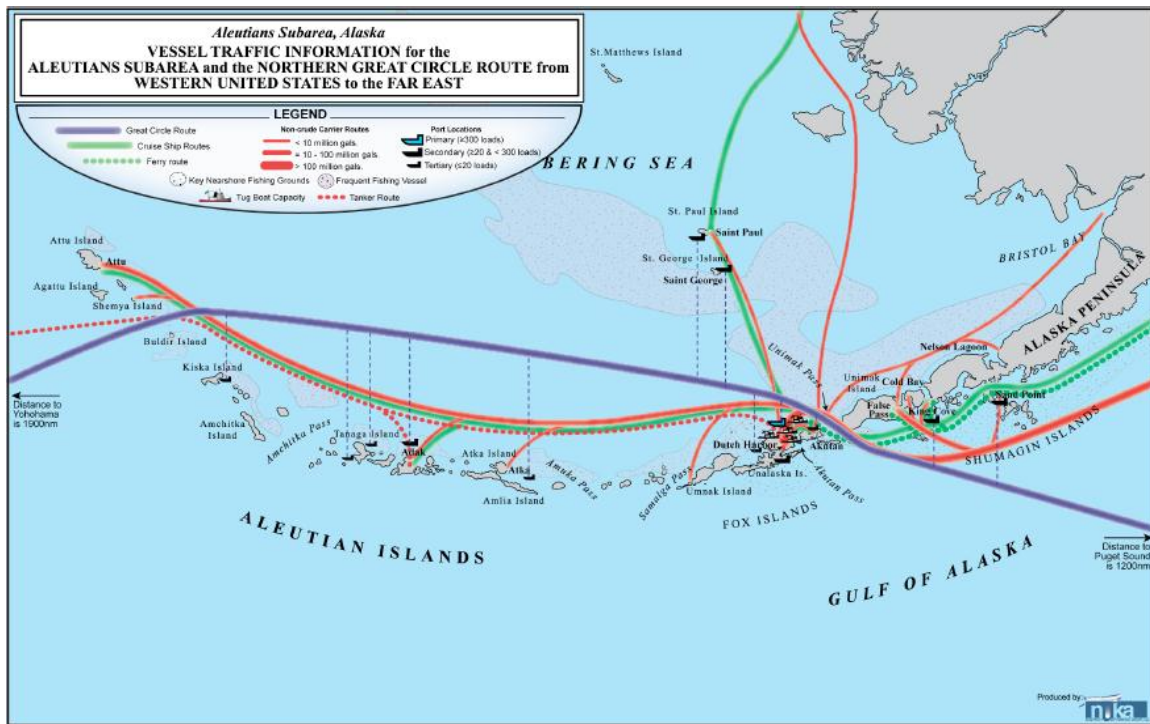 Aleutians Subarea, Alaska
VESSEL TRAFFIC INFORMATION for the
ALEUTIANS SUBAREA and the NORTHERN GREAT CIRCLE ROUTE from
WESTERN UNITED STATES to the FAR EAST
LEGEND
Great Circle Route
Cruise Ship Routes
Ferry route
Non-crude Carrier Routes
< 10 million gals.
= 10 - 100 million gals.
> 100 million gals.
Port Locations
Primary (≥300 loads)
Secondary (≥20 & < 300 loads)
Tertiary (≤20 loads)
Key Nearshore Fishing Grounds
Frequent Fishing Vessel
Tug Boat Capacity
Tanker Route
St.Matthews Island
BERING SEA
St. Paul Island
Saint Paul
St. George Island
Saint George
BRISTOL BAY
ALASKA PENINSULA
Attu Island
Attu
Agattu Island
Shemya Island
Buldir Island
Kiska Island
Amchitka Island
Amchitka Pass
Tanaga Island
Adak
Atka Island
Atka
Amlia Island
Amuka Pass
Samalga Pass
Umnak Island
Dutch Harbor
Unalaska Is.
Akutan
Akutan Pass
Unimak Pass
Unimak Island
Nelson Lagoon
Cold Bay
False Pass
King Cove
Sand Point
SHUMAGIN ISLANDS
FOX ISLANDS
ALEUTIAN ISLANDS
GULF OF ALASKA
Distance to
Yohohama
is 1900nm
Distance to
Puget Sound
is 1200nm
Produced by:
nuka